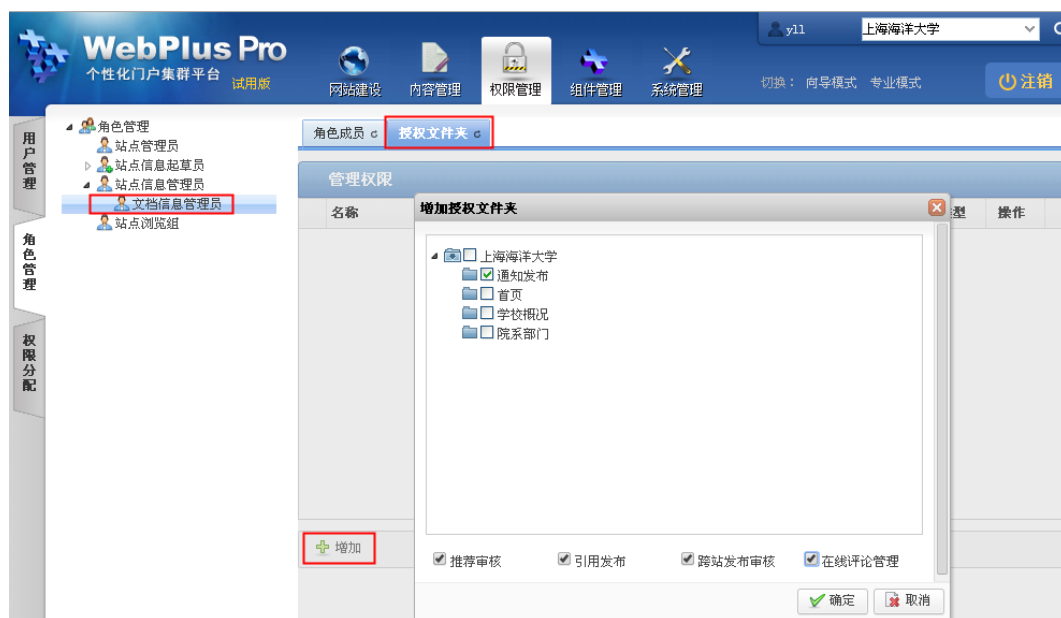 yll 上海海洋大学
WebPlus Pro
个性化门户集群平台 试用版
网站建设 内容管理 权限管理 组件管理 系统管理
切换： 向导模式 专业模式 注销
用户管理
角色管理
权限分配
角色管理
站点管理员
站点信息起草员
站点信息管理员
文档信息管理员
站点浏览组
角色成员 授权文件夹
管理权限
名称 型 操作
增加授权文件夹
上海海洋大学
通知发布
首页
学校概况
院系部门
增加
推荐审核 引用发布 跨站发布审核 在线评论管理
确定 取消